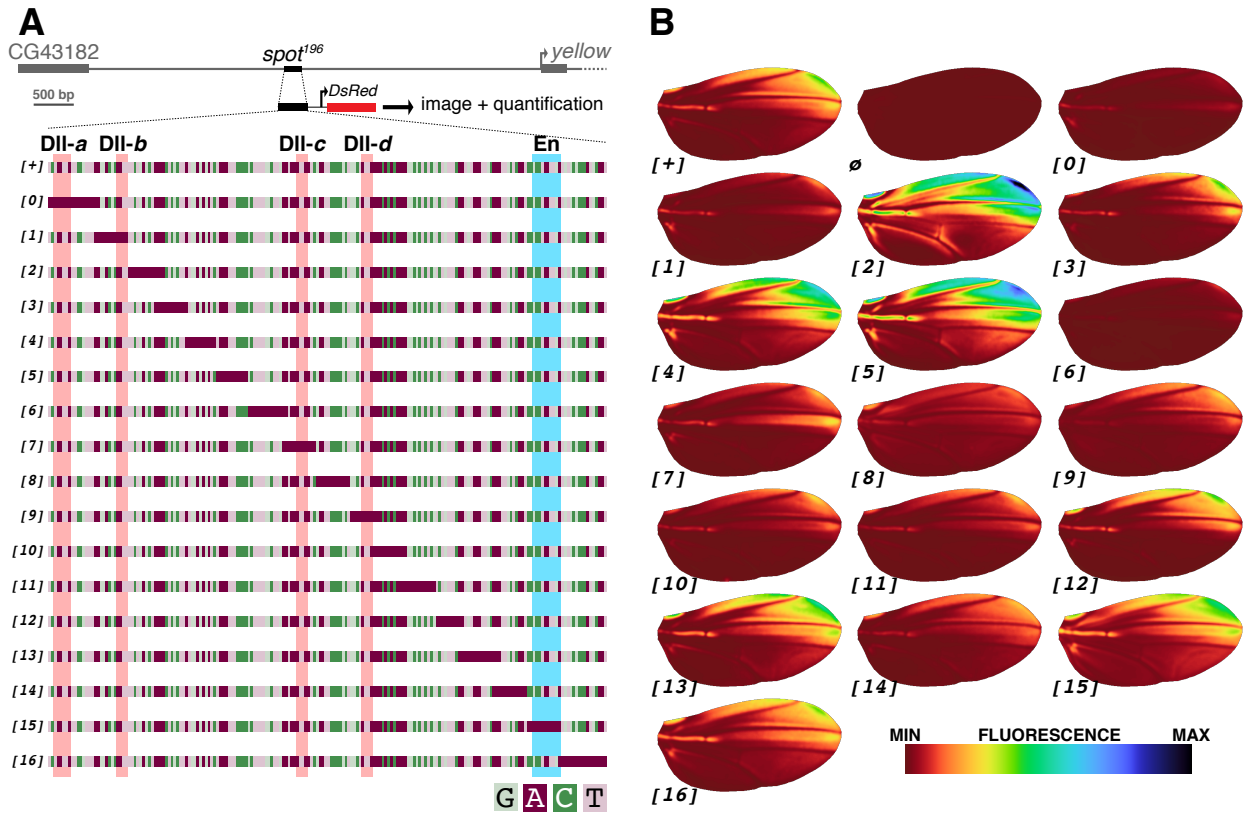 A
CG43182
spot196
yellow
500 bp
DsRed
image + quantification
Dll-a Dll-b Dll-c Dll-d En
[+]
[0]
[1]
[2]
[3]
[4]
[5]
[6]
[7]
[8]
[9]
[10]
[11]
[12]
[13]
[14]
[15]
[16]
G A C T
B
[+] ø [0]
[1] [2] [3]
[4] [5] [6]
[7] [8] [9]
[10] [11] [12]
[13] [14] [15]
[16]
MIN FLUORESCENCE MAX